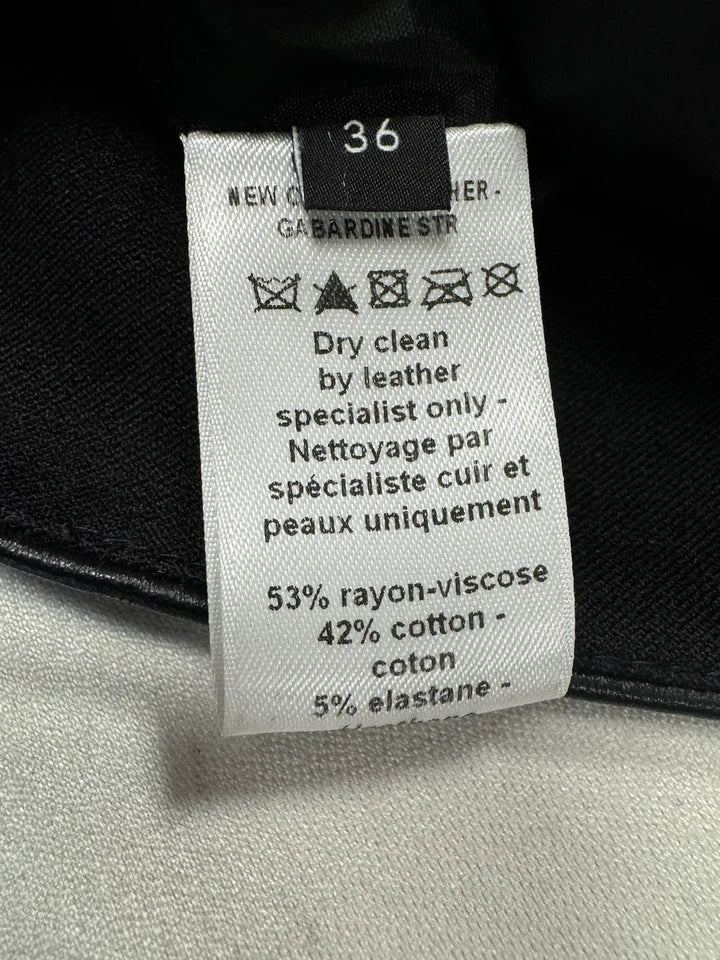 36
NEW HER -
GABARDINE STR
Dry clean
by leather
specialist only -
Nettoyage par
spécialiste cuir et
peaux uniquement
53% rayon-viscose
42% cotton -
coton
5% elastane -